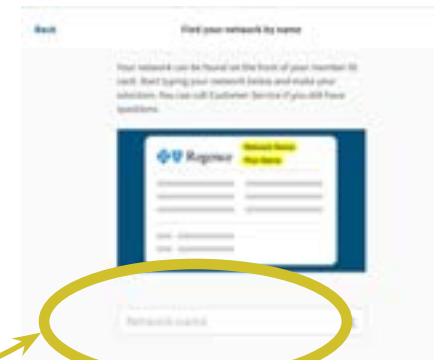 Back Find your network by name
Your network can be found on the front of your member ID
card. Start typing your network below and make your
selection. You can call Customer Service if you still have
questions.
Regence Network Name
Plan Name
Network name